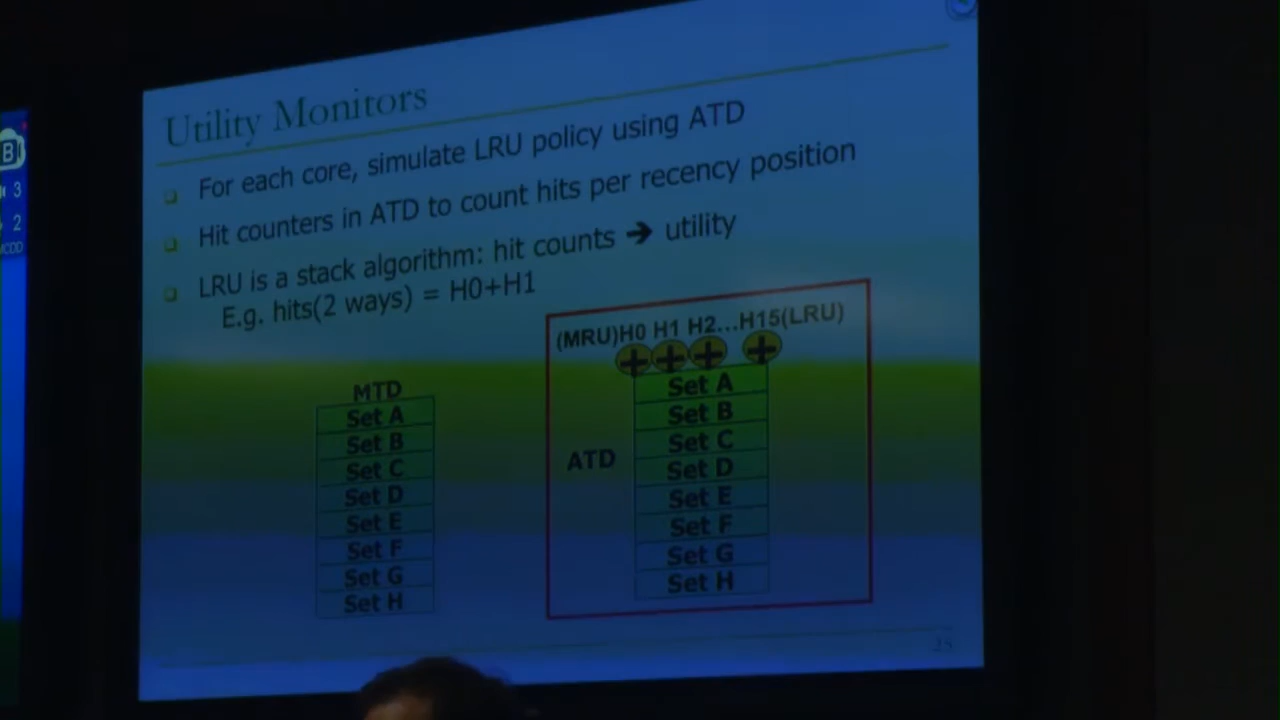 Utility Monitors
For each core, simulate LRU policy using ATD
Hit counters in ATD to count hits per recency position
LRU is a stack algorithm: hit counts ➔ utility
E.g. hits(2 ways) = H0+H1
(MRU)H0 H1 H2...H15(LRU)
MTD
Set A
Set B
Set C
Set D
Set E
Set F
Set G
Set H
ATD
Set A
Set B
Set C
Set D
Set E
Set F
Set G
Set H
B
3
2